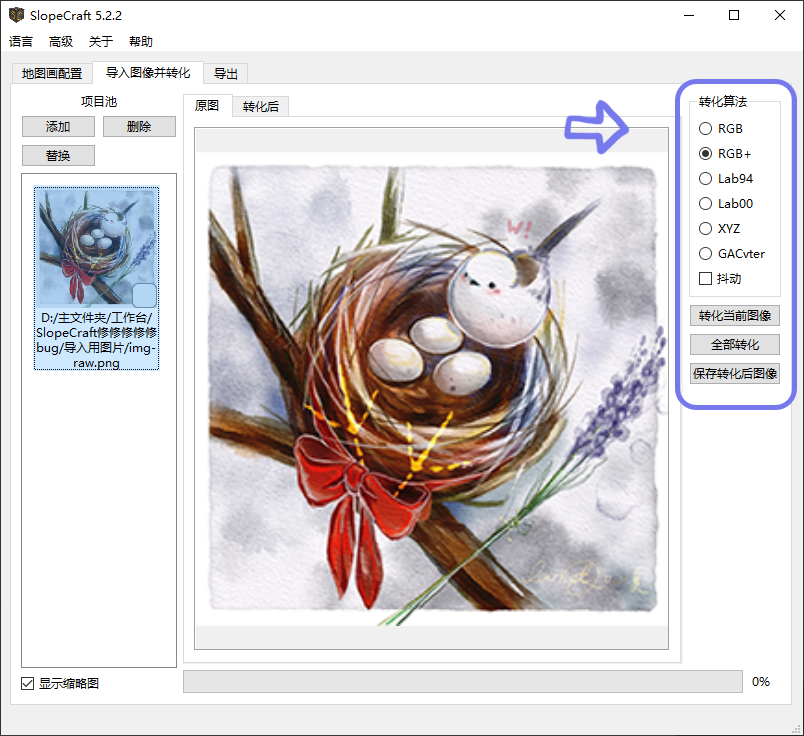 SlopeCraft 5.2.2
语言 高级 关于 帮助
地图画配置 导入图像并转化 导出
项目池
添加 删除
替换
D:/主文件夹/工作台/
SlopeCraft修修修修修
bug/导入用图片/img-
raw.png
显示缩略图
原图 转化后
W!
0%
转化算法
RGB
RGB+
Lab94
Lab00
XYZ
GACvter
抖动
转化当前图像
全部转化
保存转化后图像